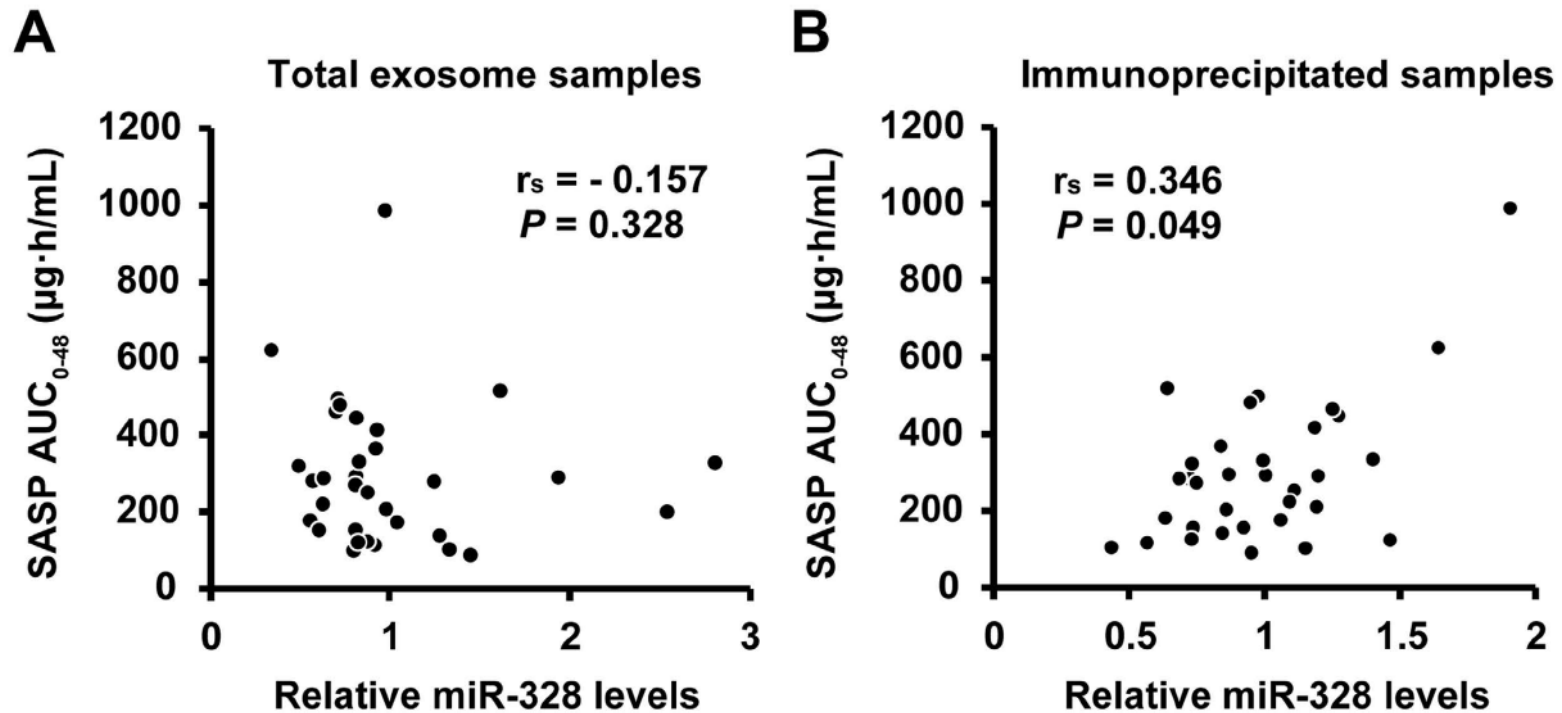 A
Total exosome samples
SASP AUC0-48 (µg·h/mL)
1200
1000
800
600
400
200
0
rs = - 0.157
P = 0.328
0 1 2 3
Relative miR-328 levels
B
Immunoprecipitated samples
SASP AUC0-48 (µg·h/mL)
1200
1000
800
600
400
200
0
rs = 0.346
P = 0.049
0 0.5 1 1.5 2
Relative miR-328 levels